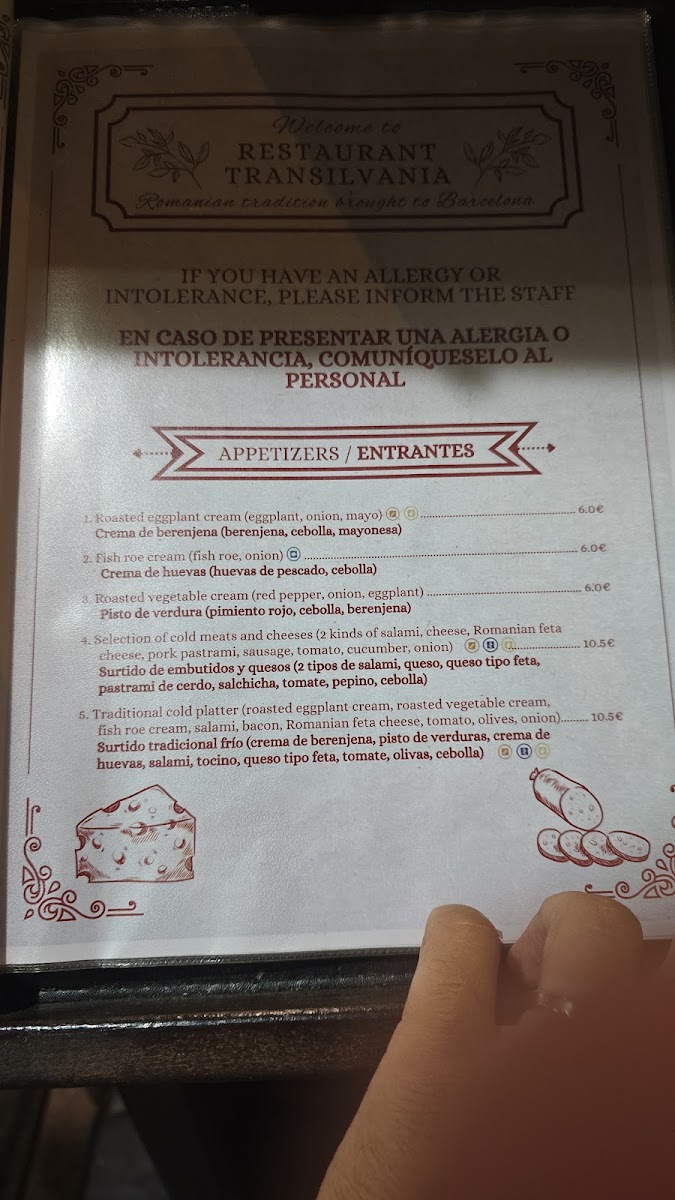 Welcome to
RESTAURANT
TRANSILVANIA
Romanian tradition brought to Barcelona
IF YOU HAVE AN ALLERGY OR
INTOLERANCE, PLEASE INFORM THE STAFF
EN CASO DE PRESENTAR UNA ALERGIA O
INTOLERANCIA, COMUNÍQUESELO AL
PERSONAL
APPETIZERS / ENTRANTES
1. Roasted eggplant cream (eggplant, onion, mayo) 6.0€
Crema de berenjena (berenjena, cebolla, mayonesa)
2. Fish roe cream (fish roe, onion) 6.0€
Crema de huevas (huevas de pescado, cebolla)
3. Roasted vegetable cream (red pepper, onion, eggplant) 6.0€
Pisto de verdura (pimiento rojo, cebolla, berenjena)
4. Selection of cold meats and cheeses (2 kinds of salami, cheese, Romanian feta
cheese, pork pastrami, sausage, tomato, cucumber, onion) 10.5€
Surtido de embutidos y quesos (2 tipos de salami, queso, queso tipo feta,
pastrami de cerdo, salchicha, tomate, pepino, cebolla)
5. Traditional cold platter (roasted eggplant cream, roasted vegetable cream,
fish roe cream, salami, bacon, Romanian feta cheese, tomato, olives, onion) 10.5€
Surtido tradicional frío (crema de berenjena, pisto de verduras, crema de
huevas, salami, tocino, queso tipo feta, tomate, olivas, cebolla)